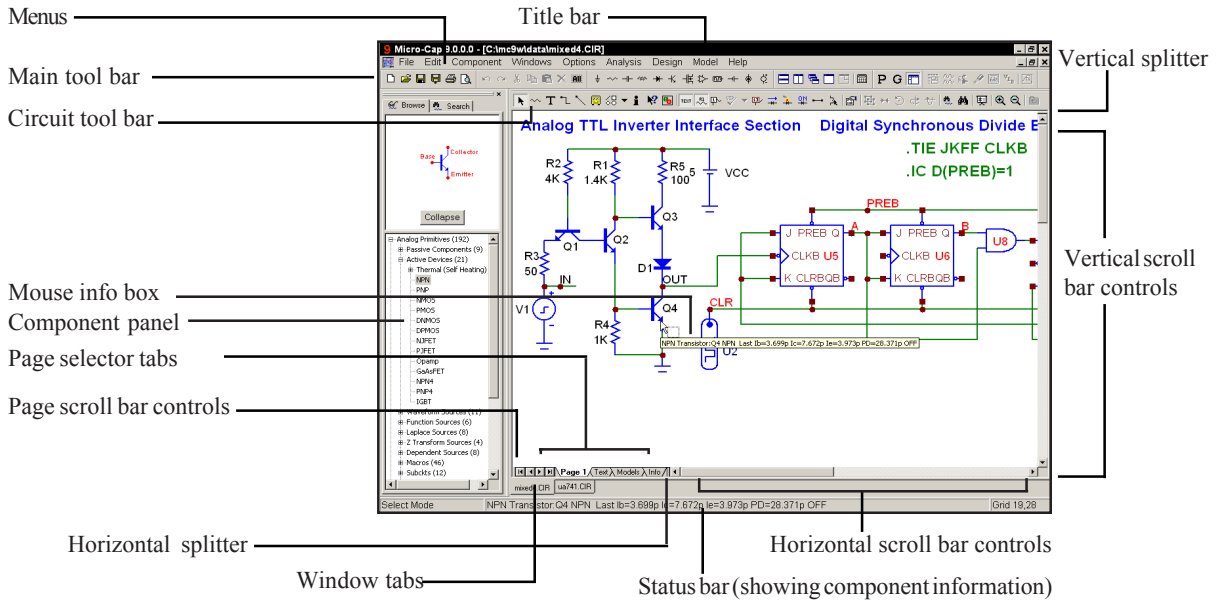 Menus
Title bar
9 Micro-Cap 9.0.0.0 - [C:\mc9w\data\mixed4.CIR]
File Edit Component Windows Options Analysis Design Model Help
Vertical splitter
Main tool bar
Circuit tool bar
Browse Search
Base
Collector
Emitter
Collapse
Analog Primitives (192)
Passive Components (9)
Active Devices (21)
Thermal (Self Heating)
NPN
PNP
NMOS
PMOS
DNMOS
DPMOS
NJFET
PJFET
Opamp
GaAsFET
NPN4
PNP4
IGBT
Waveform Sources (11)
Function Sources (6)
Laplace Sources (8)
Z Transform Sources (4)
Dependent Sources (8)
Macros (46)
Subckts (12)
All
P G
T
TEXT
Analog TTL Inverter Interface Section Digital Synchronous Divide B
.TIE JKFF CLKB
.IC D(PREB)=1
R2
4K
R1
1.4K
R5
100
5
VCC
Q3
Q1
Q2
R3
50
IN
D1
OUT
V1
Q4
R4
1K
CLR
U2
PREB
A
B
J PREB Q
CLKB U5
K CLRBQB
J PREB Q
CLKB U6
K CLRBQB
U8
NPN Transistor:Q4 NPN Last Ib=3.699p Ic=7.672p Ie=3.973p PD=28.371p OFF
Mouse info box
Component panel
Page selector tabs
Page scroll bar controls
Vertical scroll
bar controls
Page 1 Text Models Info
mixed4.CIR ua741.CIR
Select Mode NPN Transistor:Q4 NPN Last Ib=3.699p Ic=7.672p Ie=3.973p PD=28.371p OFF Grid 19,28
Horizontal splitter
Horizontal scroll bar controls
Window tabs
Status bar (showing component information)